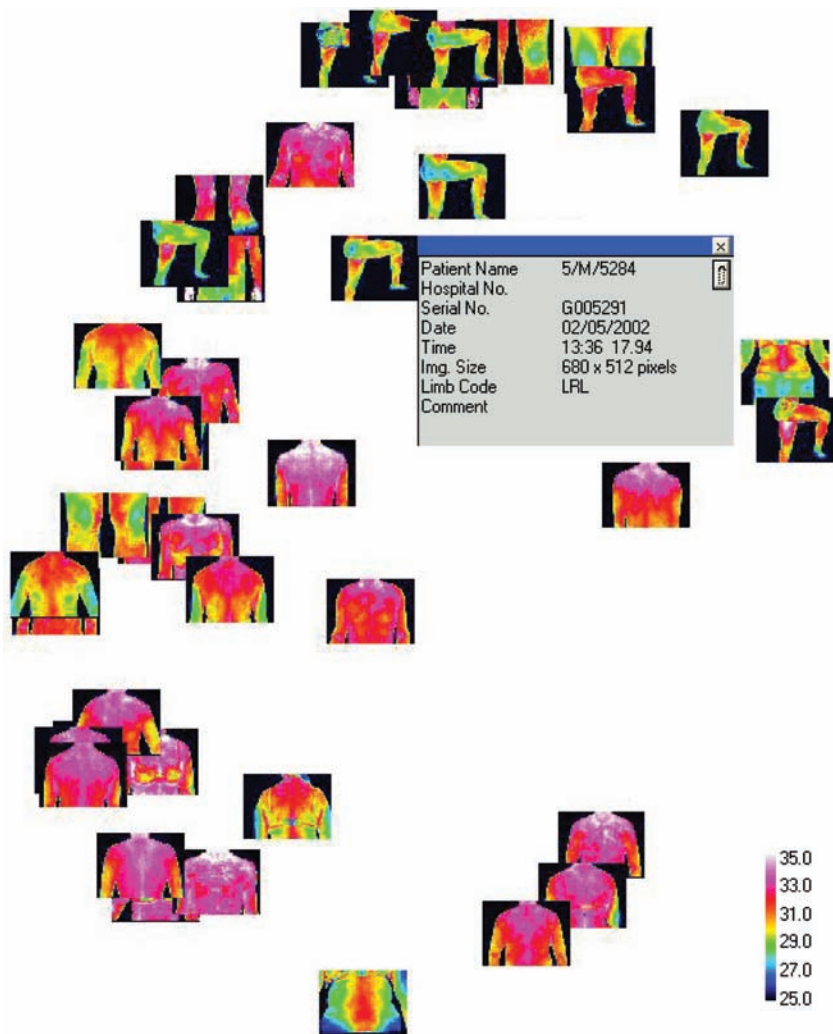 Patient Name 5/M/5284
Hospital No.
Serial No. G005291
Date 02/05/2002
Time 13:36 17.94
Img. Size 680 x 512 pixels
Limb Code LRL
Comment
35.0
33.0
31.0
29.0
27.0
25.0